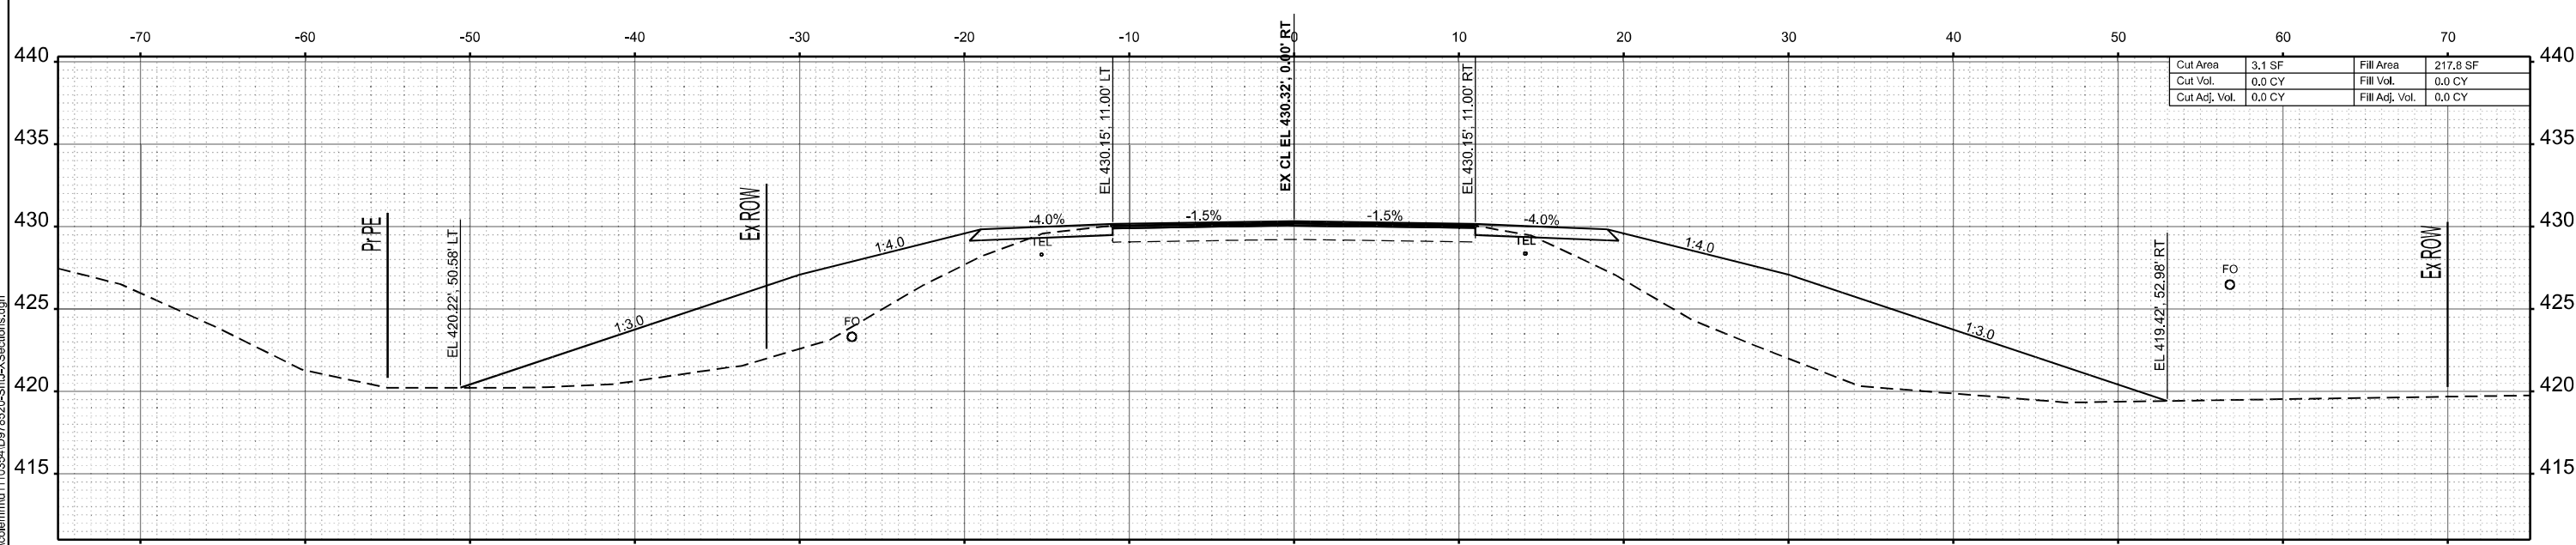 -70 -60 -50 -40 -30 -20 -10 0 10 20 30 40 50 60 70
440 440
Cut Area 3.1 SF Fill Area 217.8 SF
Cut Vol. 0.0 CY Fill Vol. 0.0 CY
Cut Adj. Vol. 0.0 CY Fill Adj. Vol. 0.0 CY
EL 430.15', 11.00' LT
EX CL EL 430.32', 0.00' RT
EL 430.15', 11.00' RT
435 435
430 430
Pr PE
EL 420.22', 50.58' LT
Ex ROW
1:3.0
1:4.0
-4.0%
-1.5%
-1.5%
-4.0%
1:4.0
1:3.0
TEL
TEL
FO
FO
EL 419.42', 52.98' RT
Ex ROW
425 425
420 420
415 415